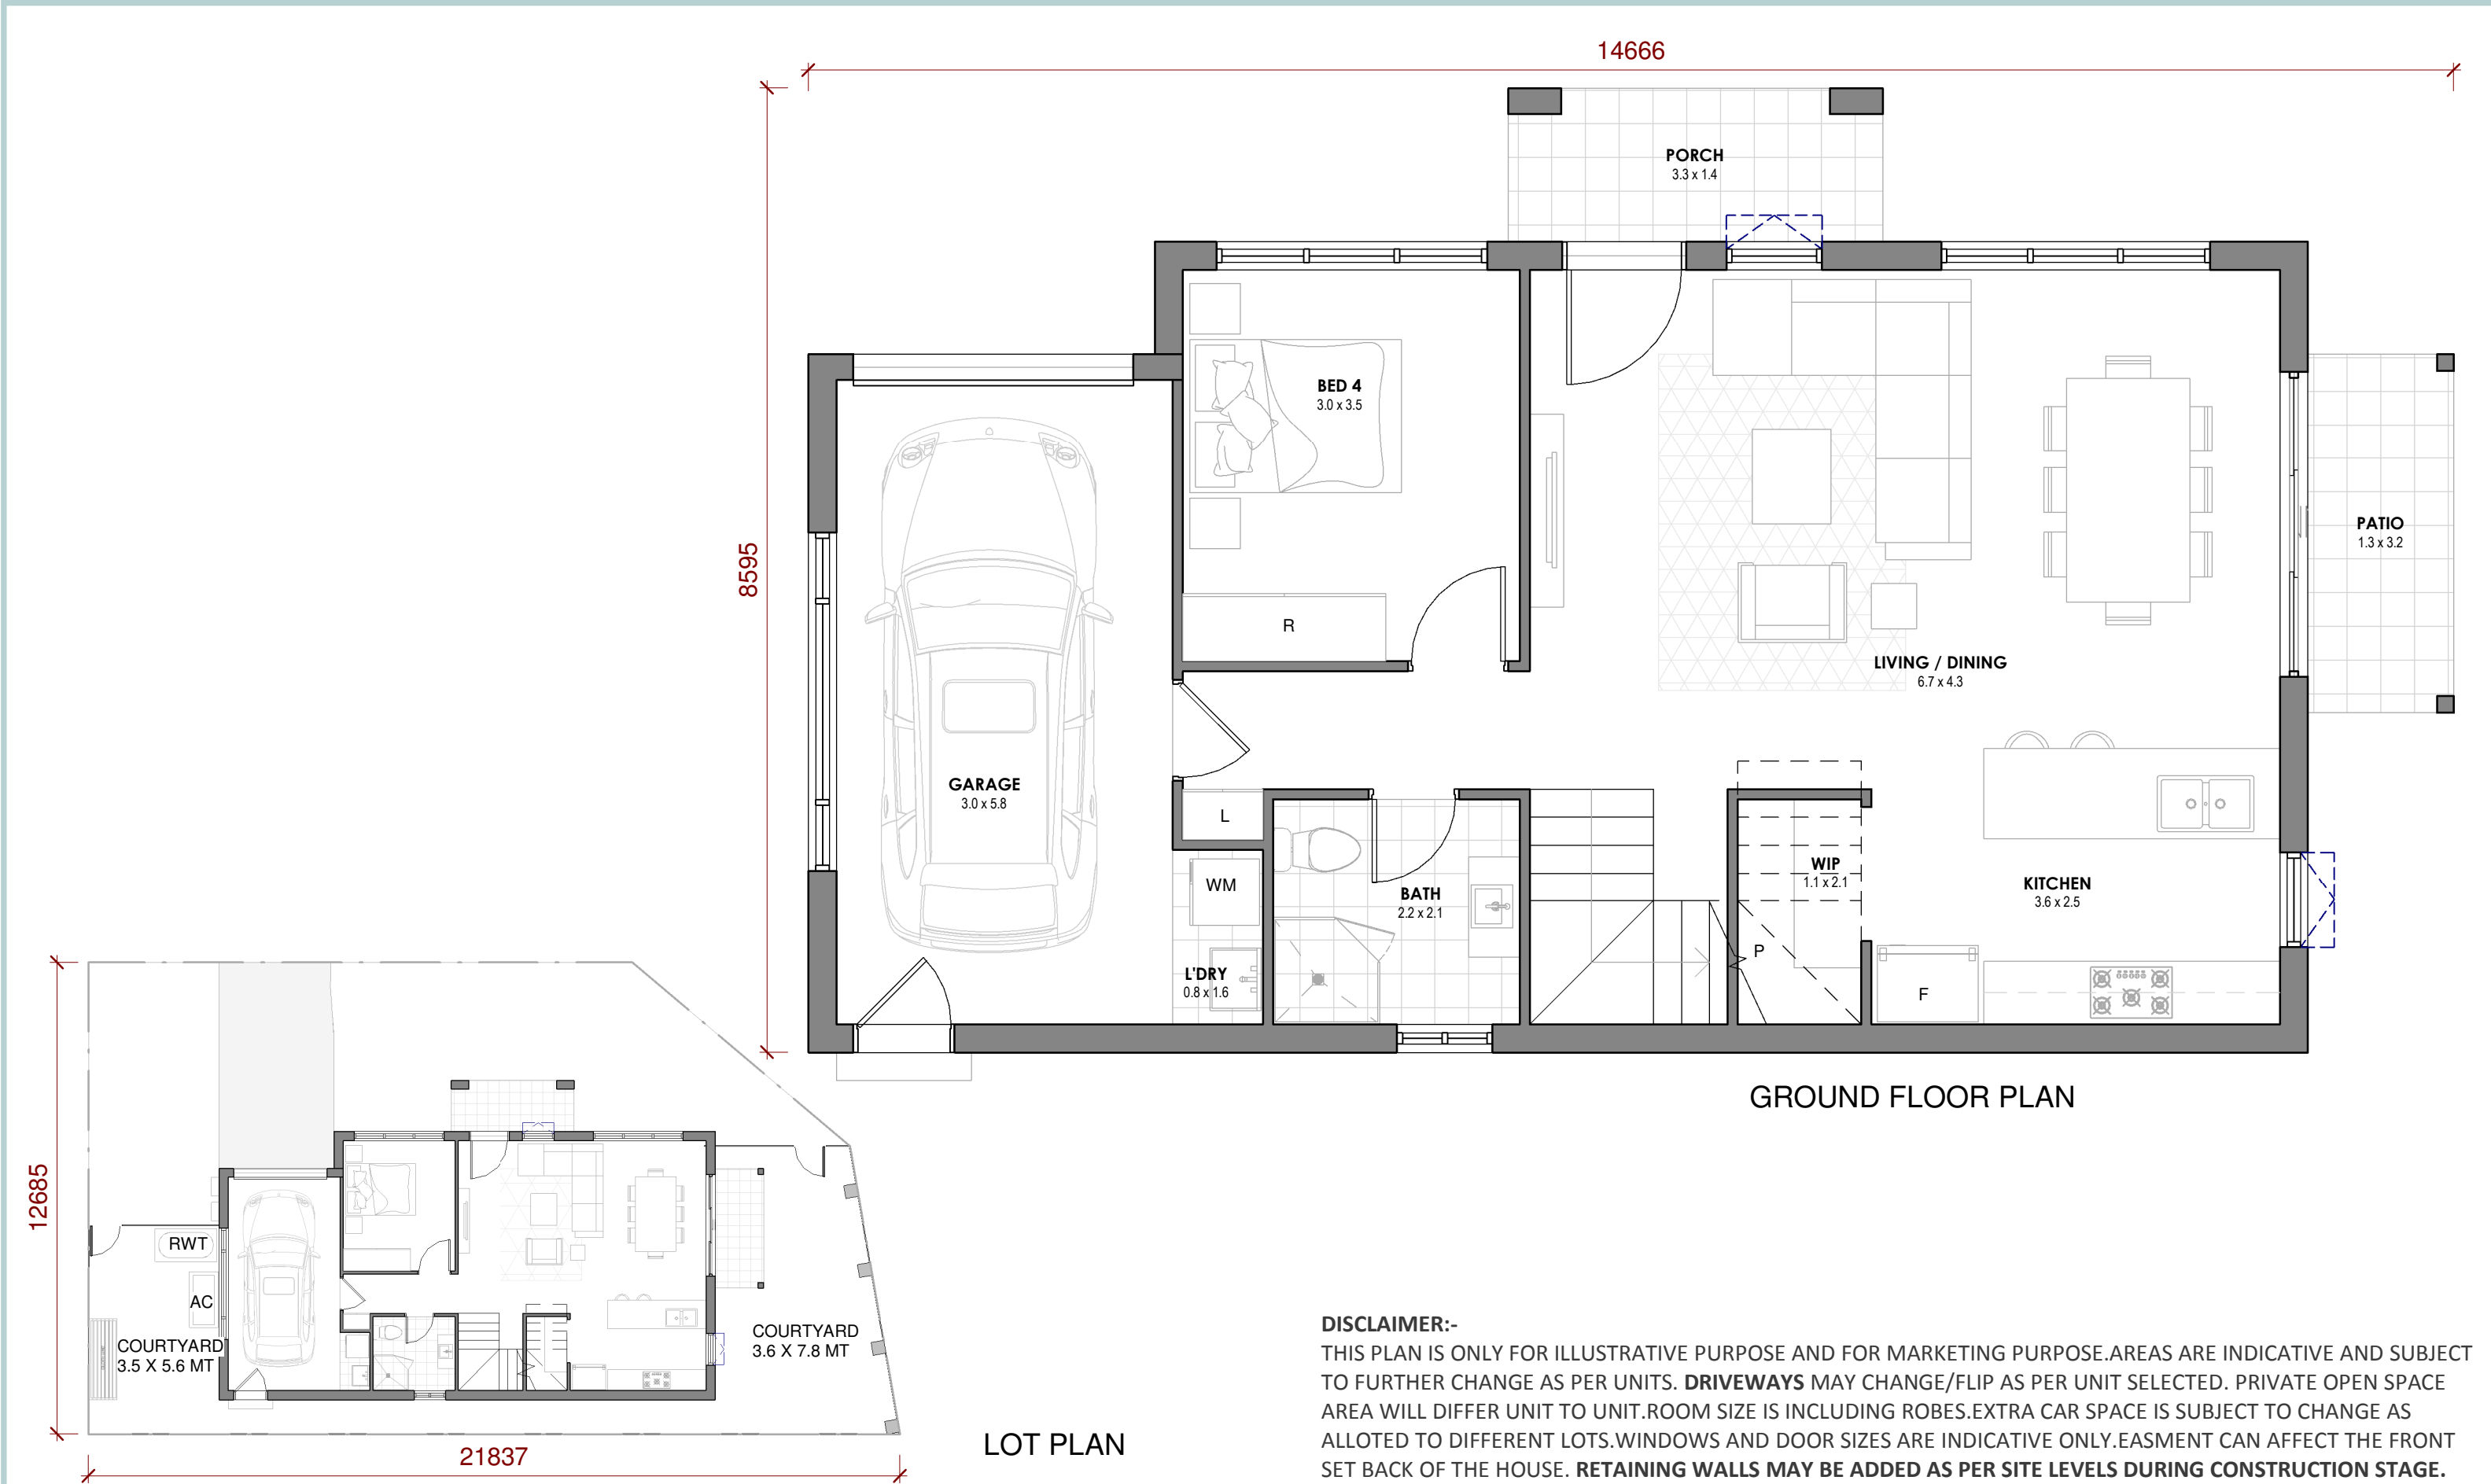 14666
8595
PORCH
3.3 x 1.4
BED 4
3.0 x 3.5
R
PATIO
1.3 x 3.2
LIVING / DINING
6.7 x 4.3
GARAGE
3.0 x 5.8
L
WM
L'DRY
0.8 x 1.6
BATH
2.2 x 2.1
WIP
1.1 x 2.1
P
KITCHEN
3.6 x 2.5
F
GROUND FLOOR PLAN
12685
RWT
AC
COURTYARD
3.5 X 5.6 MT
COURTYARD
3.6 X 7.8 MT
21837
LOT PLAN
DISCLAIMER:-
THIS PLAN IS ONLY FOR ILLUSTRATIVE PURPOSE AND FOR MARKETING PURPOSE.AREAS ARE INDICATIVE AND SUBJECT
TO FURTHER CHANGE AS PER UNITS. DRIVEWAYS MAY CHANGE/FLIP AS PER UNIT SELECTED. PRIVATE OPEN SPACE
AREA WILL DIFFER UNIT TO UNIT.ROOM SIZE IS INCLUDING ROBES.EXTRA CAR SPACE IS SUBJECT TO CHANGE AS
ALLOTED TO DIFFERENT LOTS.WINDOWS AND DOOR SIZES ARE INDICATIVE ONLY.EASMENT CAN AFFECT THE FRONT
SET BACK OF THE HOUSE. RETAINING WALLS MAY BE ADDED AS PER SITE LEVELS DURING CONSTRUCTION STAGE.